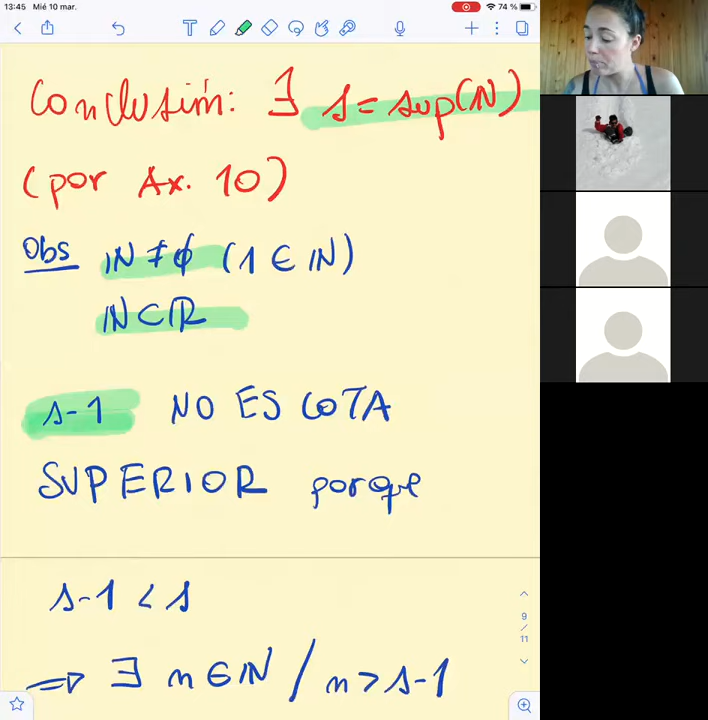 13:45 Mié 10 mar.
74 %
Conclusión: ∃ s = sup(ℕ)
(por Ax. 10)
Obs ℕ ≠ ∅ (1 ∈ ℕ)
ℕ ⊂ ℝ
s-1 NO ES COTA
SUPERIOR porque
s-1 < s
⇒ ∃ n ∈ ℕ / n > s-1
9
/
11